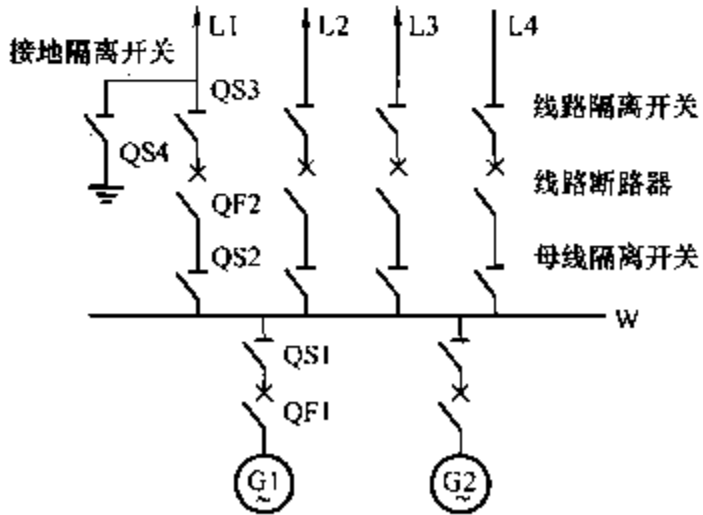 L1
L2
L3
L4
接地隔离开关
QS3
线路隔离开关
QS4
QF2
线路断路器
QS2
母线隔离开关
W
QS1
QF1
G1
~
G2
~